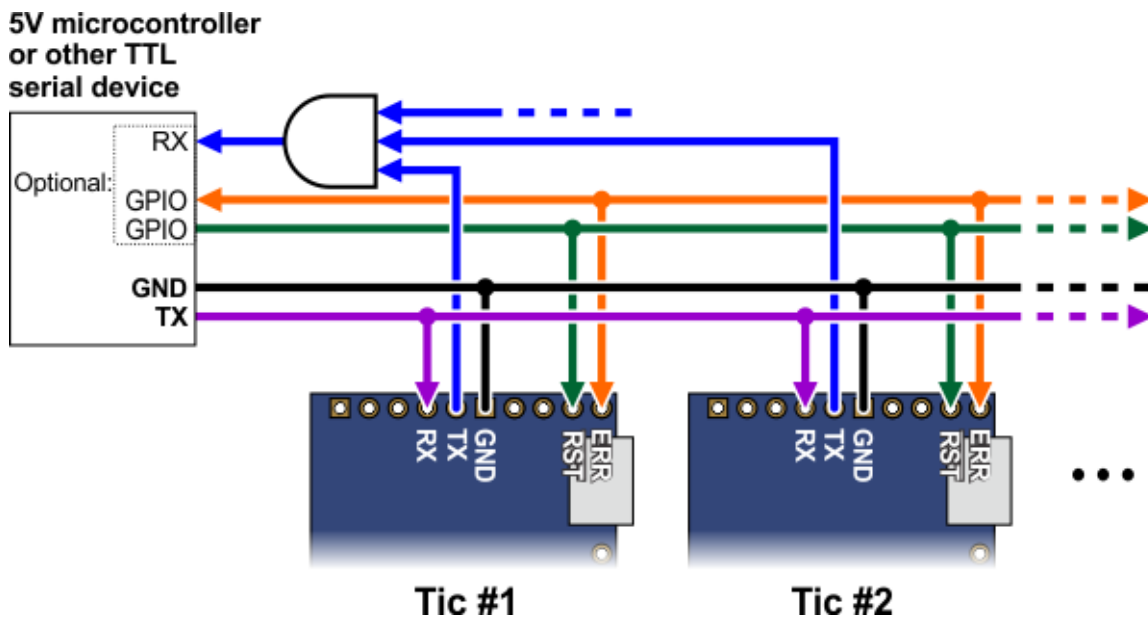 5V microcontroller
or other TTL
serial device
RX
Optional:
GPIO
GPIO
GND
TX
RX
TX
GND
RST
ERR
RX
TX
GND
RST
ERR
Tic #1
Tic #2